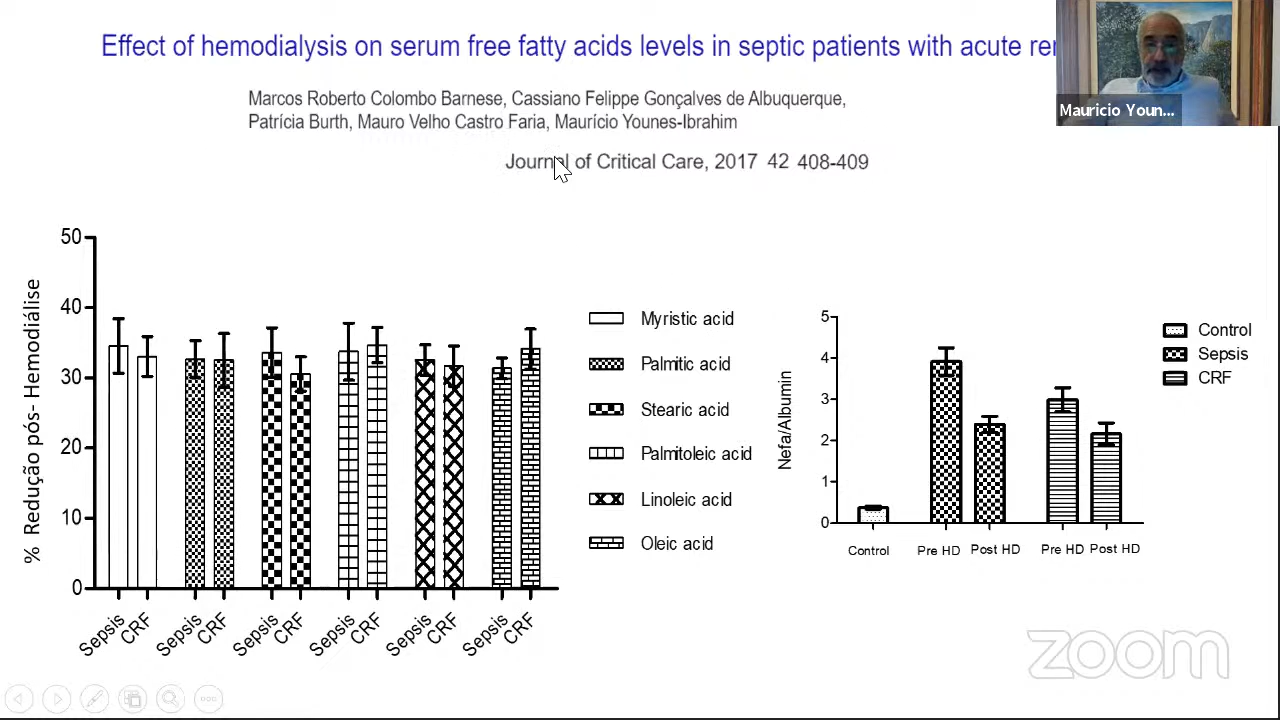 Effect of hemodialysis on serum free fatty acids levels in septic patients with acute
Marcos Roberto Colombo Barnese, Cassiano Felippe Gonçalves de Albuquerque,
Patrícia Burth, Mauro Velho Castro Faria, Maurício Younes-Ibrahim
Journal of Critical Care, 2017 42 408-409
Mauricio Youn...
% Redução pós- Hemodiálise
50
40
30
20
10
0
Sepsis
CRF
Sepsis
CRF
Sepsis
CRF
Sepsis
CRF
Sepsis
CRF
Sepsis
CRF
Myristic acid
Palmitic acid
Stearic acid
Palmitoleic acid
Linoleic acid
Oleic acid
Nefa/Albumin
5
4
3
2
1
0
Control
Pre HD
Post HD
Pre HD
Post HD
Control
Sepsis
CRF
zoom